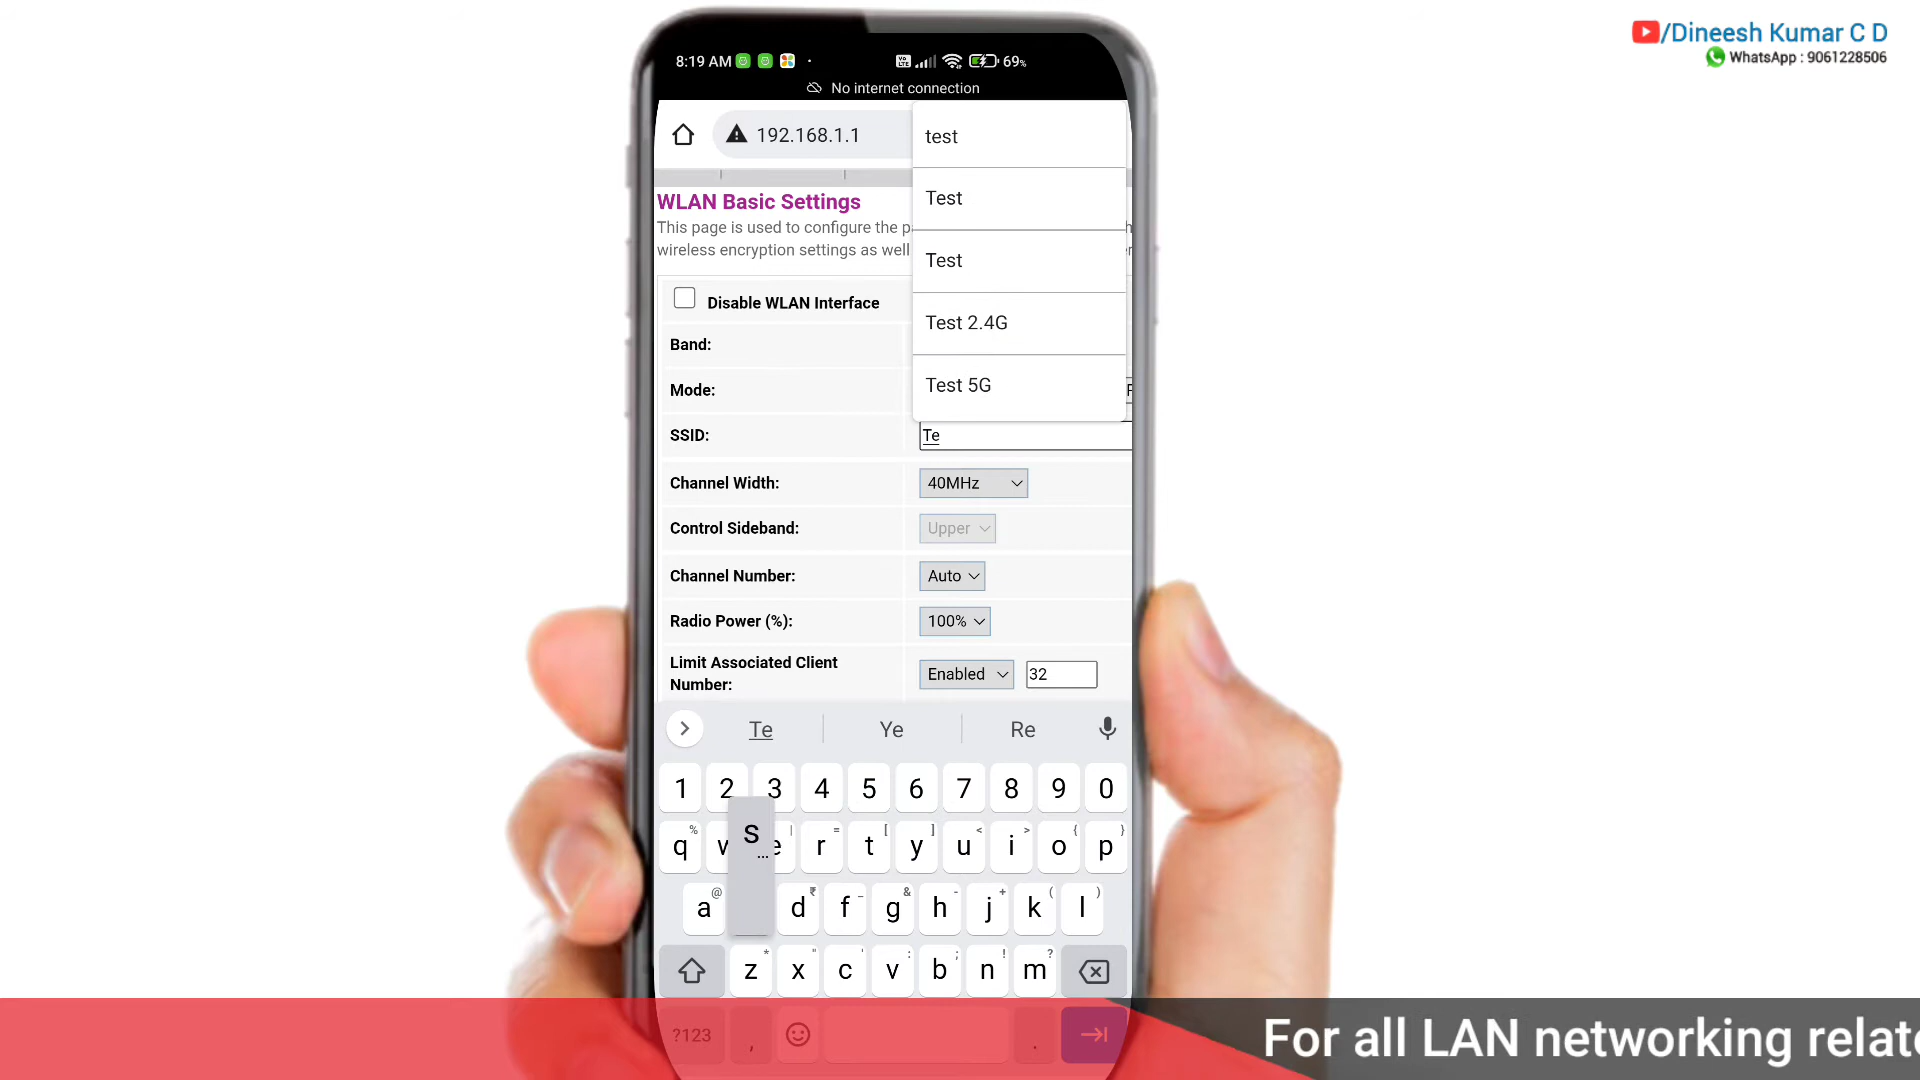 /Dineesh Kumar C D
WhatsApp : 9061228506
8:19 AM
Vo LTE
69%
No internet connection
192.168.1.1
test
Test
Test
Test 2.4G
Test 5G
WLAN Basic Settings
This page is used to configure the
wireless encryption settings as well
Disable WLAN Interface
Band:
Mode:
SSID:
Te
Channel Width:
40MHz
Control Sideband:
Upper
Channel Number:
Auto
Radio Power (%):
100%
Limit Associated Client
Number:
Enabled
32
Te Ye Re
1 2 3 4 5 6 7 8 9 0
% | = [ ] < > { }
q w e r t y u i o p
s
...
@ ₹ _ & - + ( )
a d f g h j k l
* " ' : ; ! ?
z x c v b n m
?123 , .
For all LAN networking